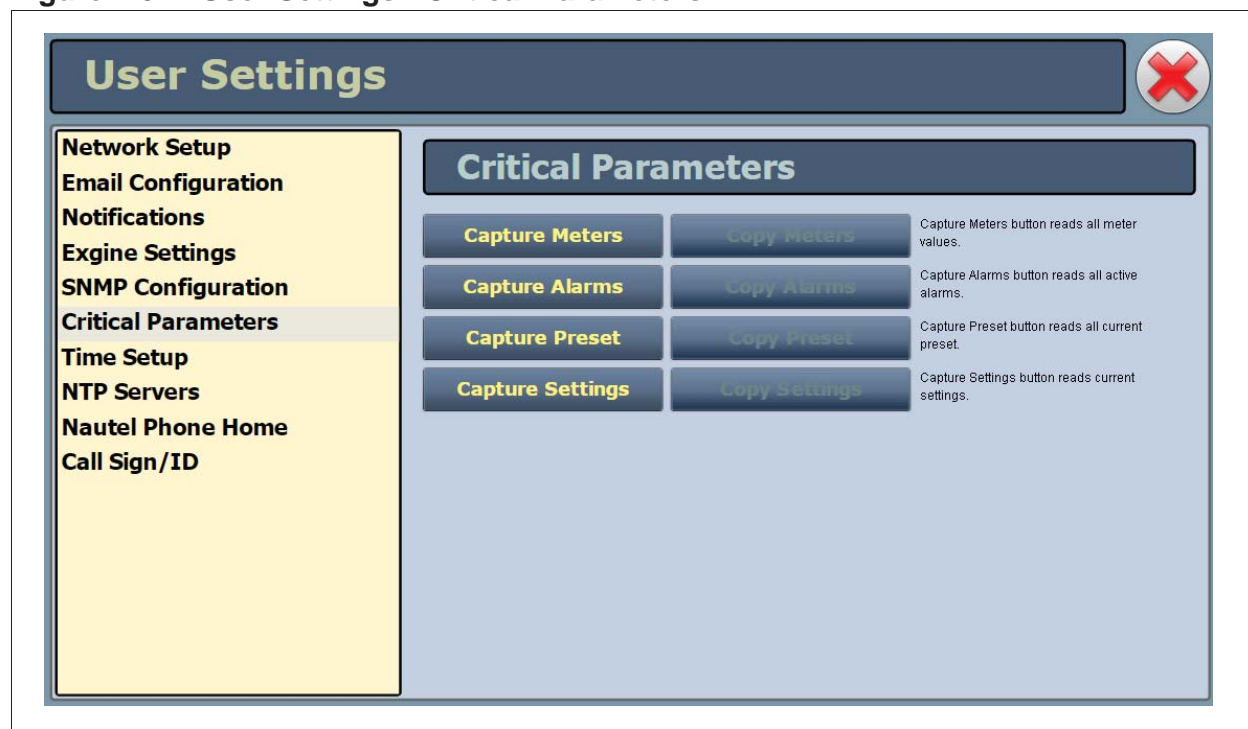 User Settings
Network Setup
Email Configuration
Notifications
Exgine Settings
SNMP Configuration
Critical Parameters
Time Setup
NTP Servers
Nautel Phone Home
Call Sign/ID
Critical Parameters
Capture Meters
Copy Meters
Capture Meters button reads all meter
values.
Capture Alarms
Copy Alarms
Capture Alarms button reads all active
alarms.
Capture Preset
Copy Preset
Capture Preset button reads all current
preset.
Capture Settings
Copy Settings
Capture Settings button reads current
settings.